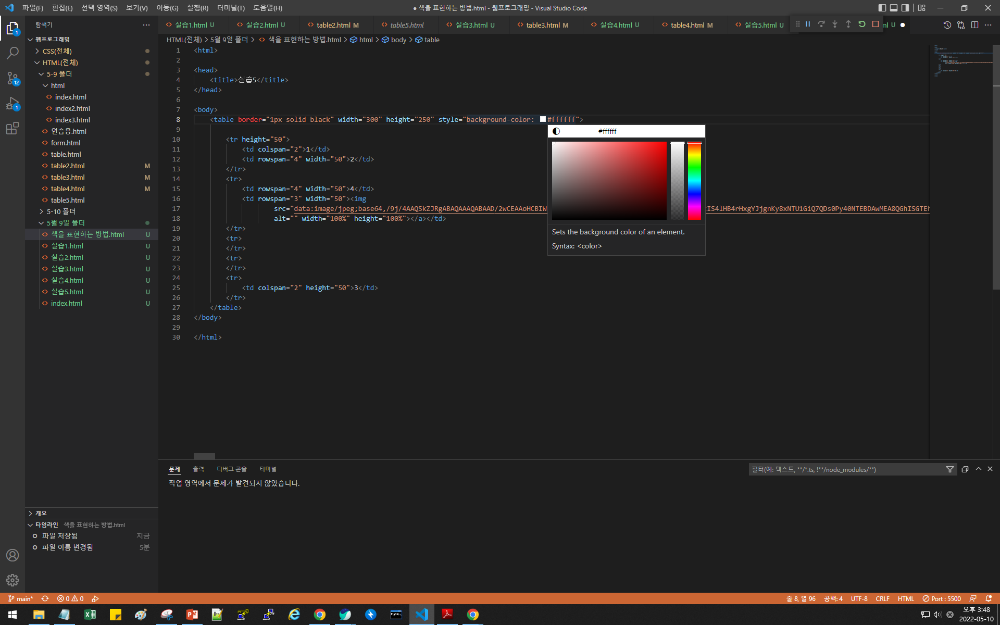 파일(F) 편집(E) 선택 영역(S) 보기(V) 이동(G) 실행(R) 터미널(T) 도움말(H)
● 색을 표현하는 방법.html - 웹프로그래밍 - Visual Studio Code
탐색기
실습1.html U
실습2.html U
table2.html M
table5.html
실습3.html U
table3.html M
실습4.html U
table4.html M
실습5.html U
ml U
HTML(전체) > 5월 9일 폴더 > 색을 표현하는 방법.html > html > body > table
웹프로그래밍
CSS(전체)
HTML(전체)
5-9 폴더
html
index.html
index2.html
index3.html
연습용.html
form.html
table.html
table2.html M
table3.html M
table4.html M
table5.html
5-10 폴더
5월 9일 폴더
색을 표현하는 방법.html U
실습1.html U
실습2.html U
실습3.html U
실습4.html U
실습5.html U
index.html U
1
12
1
개요
타임라인 색을 표현하는 방법.html
파일 저장됨 지금
파일 이름 변경됨 5분
1 <html>
2
3 <head>
4 <title>실습5</title>
5 </head>
6
7 <body>
8 <table border="1px solid black" width="300" height="250" style="background-color: #ffffff">
9
10 <tr height="50">
11 <td colspan="2">1</td>
12 <td rowspan="4" width="50">2</td>
13 </tr>
14 <tr>
15 <td rowspan="4" width="50">4</td>
16 <td rowspan="3" width="50"><img
17 src="data:image/jpeg;base64,/9j/4AAQSkZJRgABAQAAAQABAAD/2wCEAAoHCBIW
18 alt="" width="100%" height="100%"></a></td>
19 </tr>
20 <tr>
21 </tr>
22 <tr>
23 </tr>
24 <tr>
25 <td colspan="2" height="50">3</td>
26 </tr>
27 </table>
28 </body>
29
30 </html>
#ffffff
Sets the background color of an element.
Syntax: <color>
문제 출력 디버그 콘솔 터미널
필터(예: 텍스트, **/*.ts, !**/node_modules/**)
작업 영역에서 문제가 발견되지 않았습니다.
main* 0 0
줄 8, 열 96 공백: 4 UTF-8 CRLF HTML Port : 5500
오후 3:48
2022-05-10